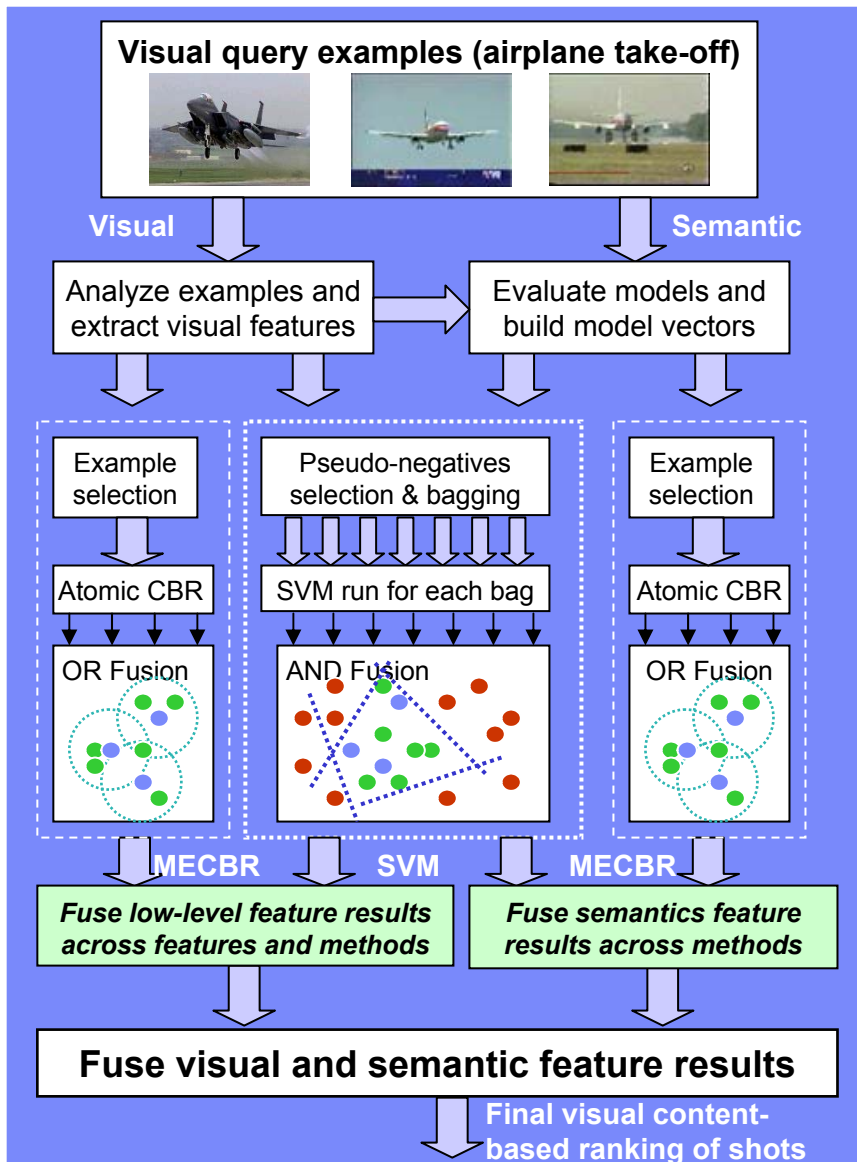 Visual query examples (airplane take-off)
Visual
Semantic
Analyze examples and
extract visual features
Evaluate models and
build model vectors
Example
selection
Pseudo-negatives
selection & bagging
Example
selection
Atomic CBR
SVM run for each bag
Atomic CBR
OR Fusion
AND Fusion
OR Fusion
MECBR
SVM
MECBR
Fuse low-level feature results
across features and methods
Fuse semantics feature
results across methods
Fuse visual and semantic feature results
Final visual content-
based ranking of shots